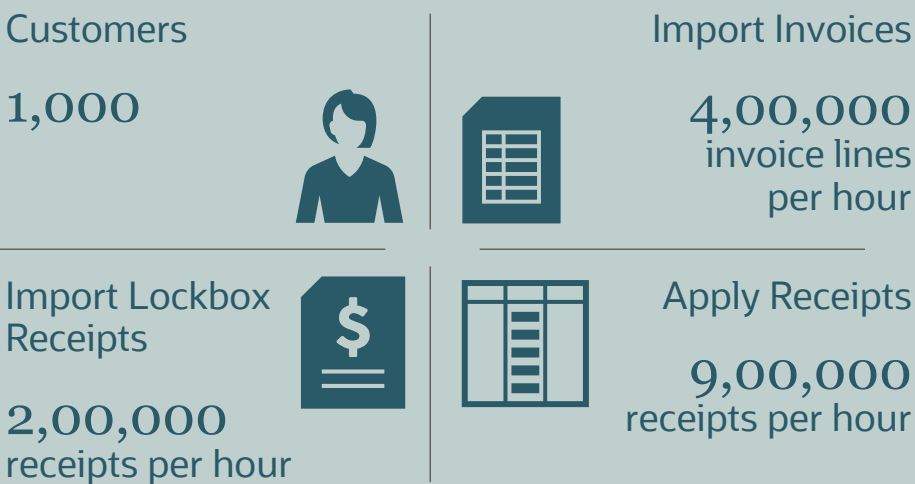 Customers
1,000
Import Invoices
4,00,000
invoice lines
per hour
Import Lockbox
Receipts
$
2,00,000
receipts per hour
Apply Receipts
9,00,000
receipts per hour